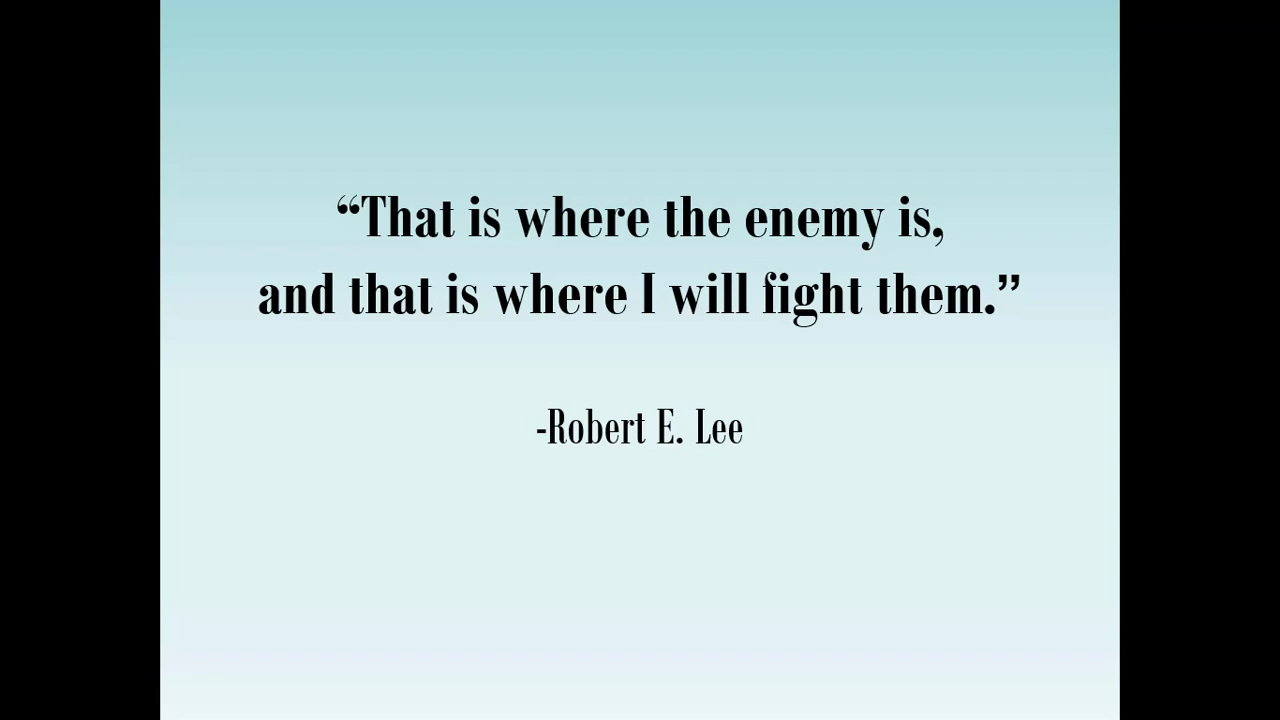 “That is where the enemy is,
and that is where I will fight them.”
-Robert E. Lee